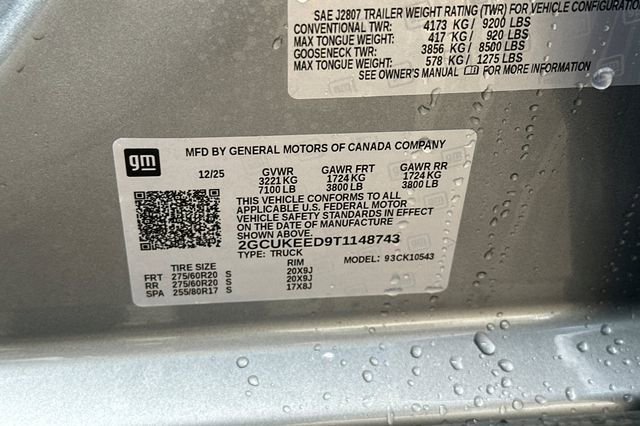 SAE J2807 TRAILER WEIGHT RATING (TWR) FOR VEHICLE CONFIGURATION
CONVENTIONAL TWR: 4173 KG / 9200 LBS
MAX TONGUE WEIGHT: 417 KG / 920 LBS
GOOSENECK TWR: 3856 KG / 8500 LBS
MAX TONGUE WEIGHT: 578 KG / 1275 LBS
SEE OWNER'S MANUAL FOR MORE INFORMATION
gm
MFD BY GENERAL MOTORS OF CANADA COMPANY
12/25 GVWR GAWR FRT GAWR RR
3221 KG 1724 KG 1724 KG
7100 LB 3800 LB 3800 LB
THIS VEHICLE CONFORMS TO ALL
APPLICABLE U.S. FEDERAL MOTOR
VEHICLE SAFETY STANDARDS IN EFFECT
ON THE DATE OF MANUFACTURE
SHOWN ABOVE.
2GCUKEED9T1148743
TYPE: TRUCK MODEL: 93CK10543
TIRE SIZE RIM
FRT 275/60R20 S 20X9J
RR 275/60R20 S 20X9J
SPA 255/80R17 S 17X8J